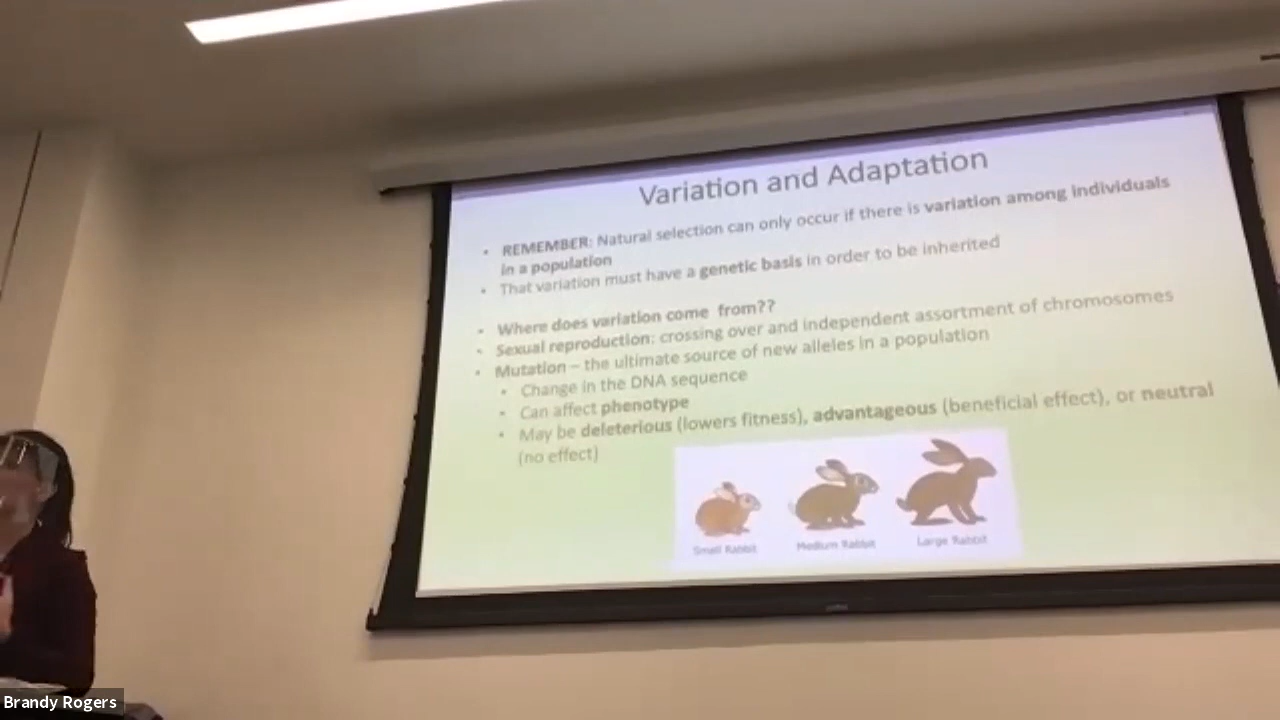 Variation and Adaptation
• REMEMBER: Natural selection can only occur if there is variation among individuals
in a population
• That variation must have a genetic basis in order to be inherited
• Where does variation come from??
• Sexual reproduction: crossing over and independent assortment of chromosomes
• Mutation – the ultimate source of new alleles in a population
• Change in the DNA sequence
• Can affect phenotype
• May be deleterious (lowers fitness), advantageous (beneficial effect), or neutral
(no effect)
Small Rabbit
Medium Rabbit
Large Rabbit
Brandy Rogers